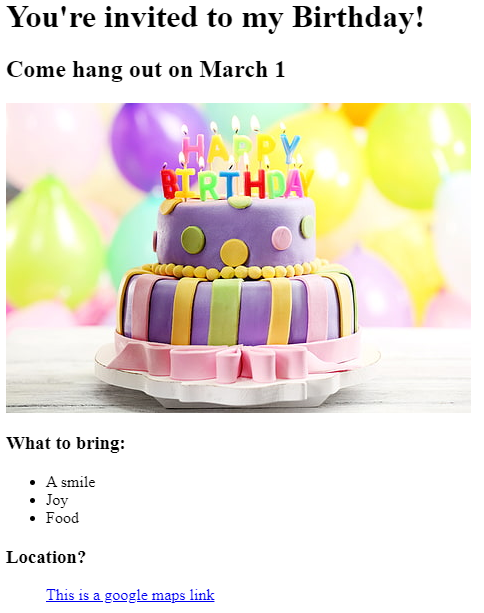 You're invited to my Birthday!
Come hang out on March 1
HAPPY
BIRTHDAY
What to bring:
A smile
Joy
Food
Location?
This is a google maps link